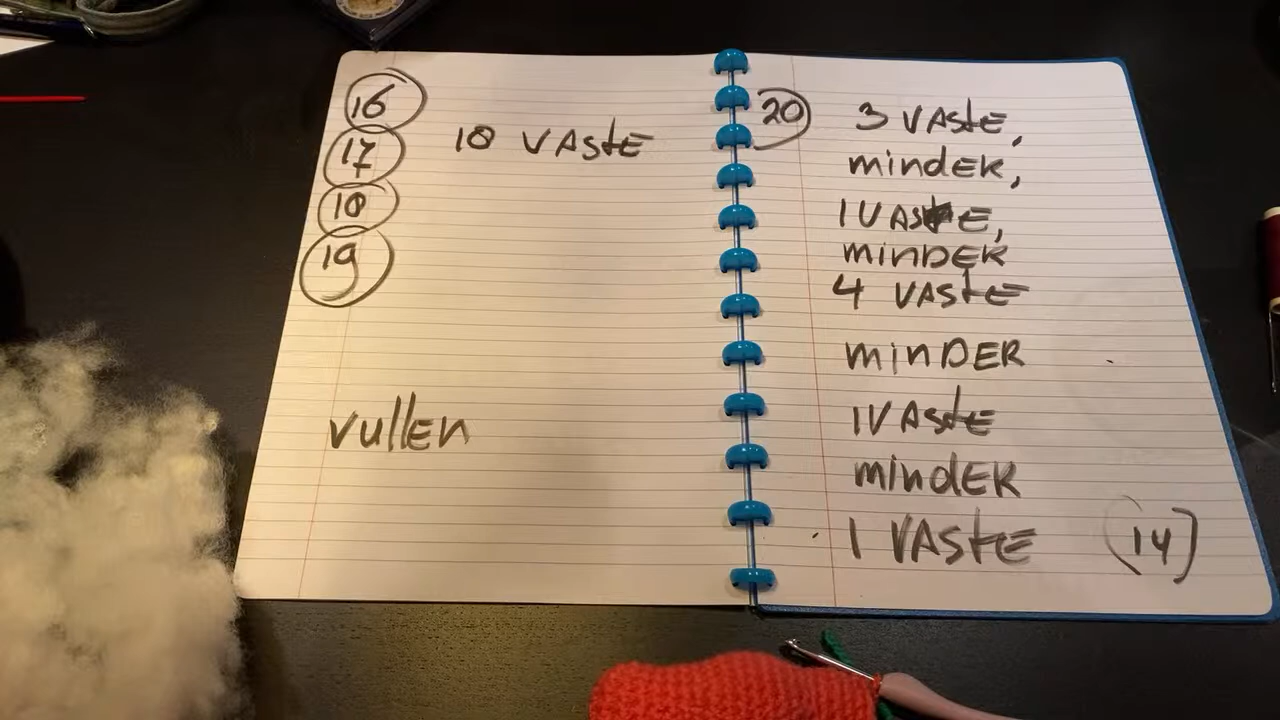 16
17
18
19
18 VASTE
vullEn
20
3 VASTE,
mindER,
1 VASTE,
minDER
4 VASTE
minDER
1 VASTE
mindER
1 VASTE (14)